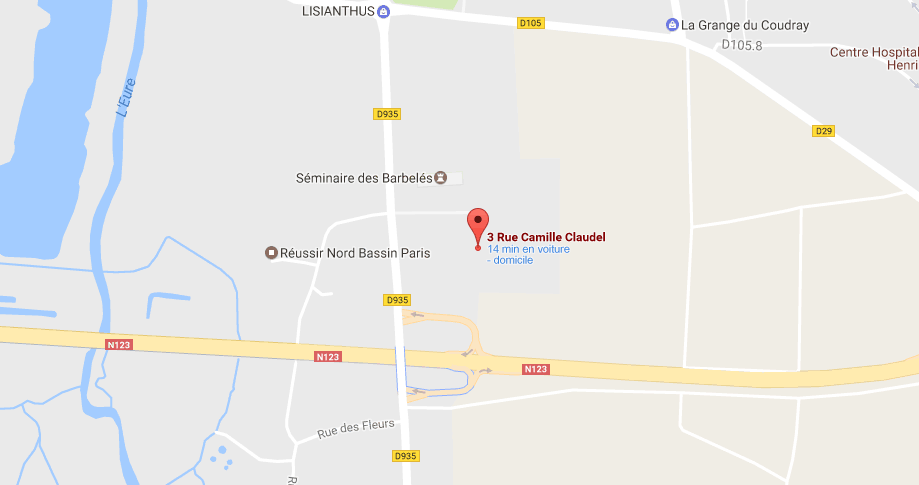 LISIANTHUS
D105
La Grange du Coudray
D105.8
Centre Hospital
Henri
L'Eure
D935
D29
Séminaire des Barbelés
3 Rue Camille Claudel
14 min en voiture
- domicile
Réussir Nord Bassin Paris
D935
N123
N123
N123
Rue des Fleurs
D935